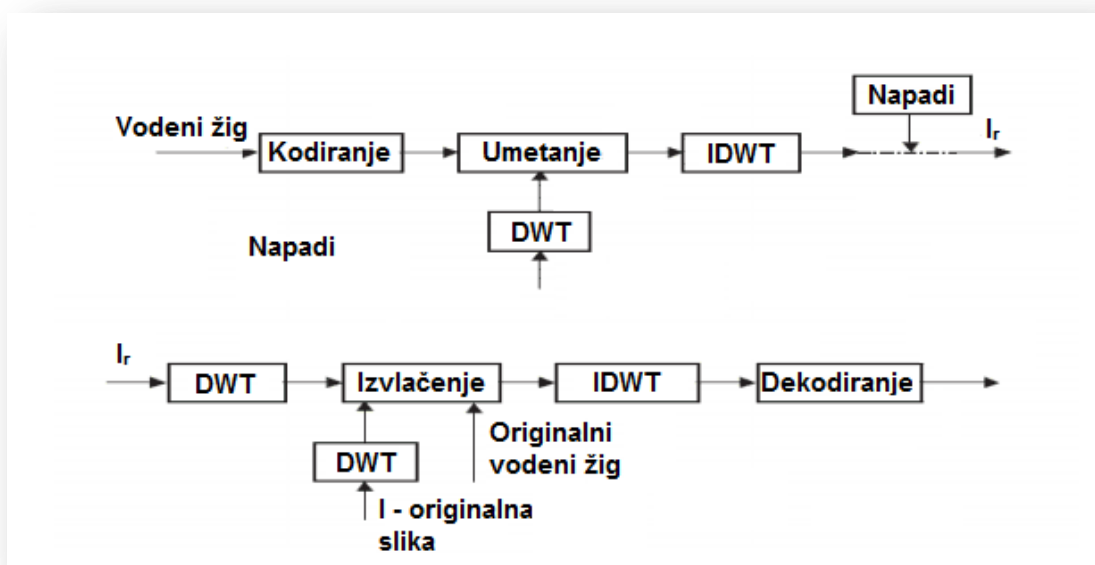 Napadi
Vodeni žig
Kodiranje
Umetanje
IDWT
Ir
DWT
Napadi
Ir
DWT
Izvlačenje
IDWT
Dekodiranje
DWT
Originalni
vodeni žig
I - originalna
slika